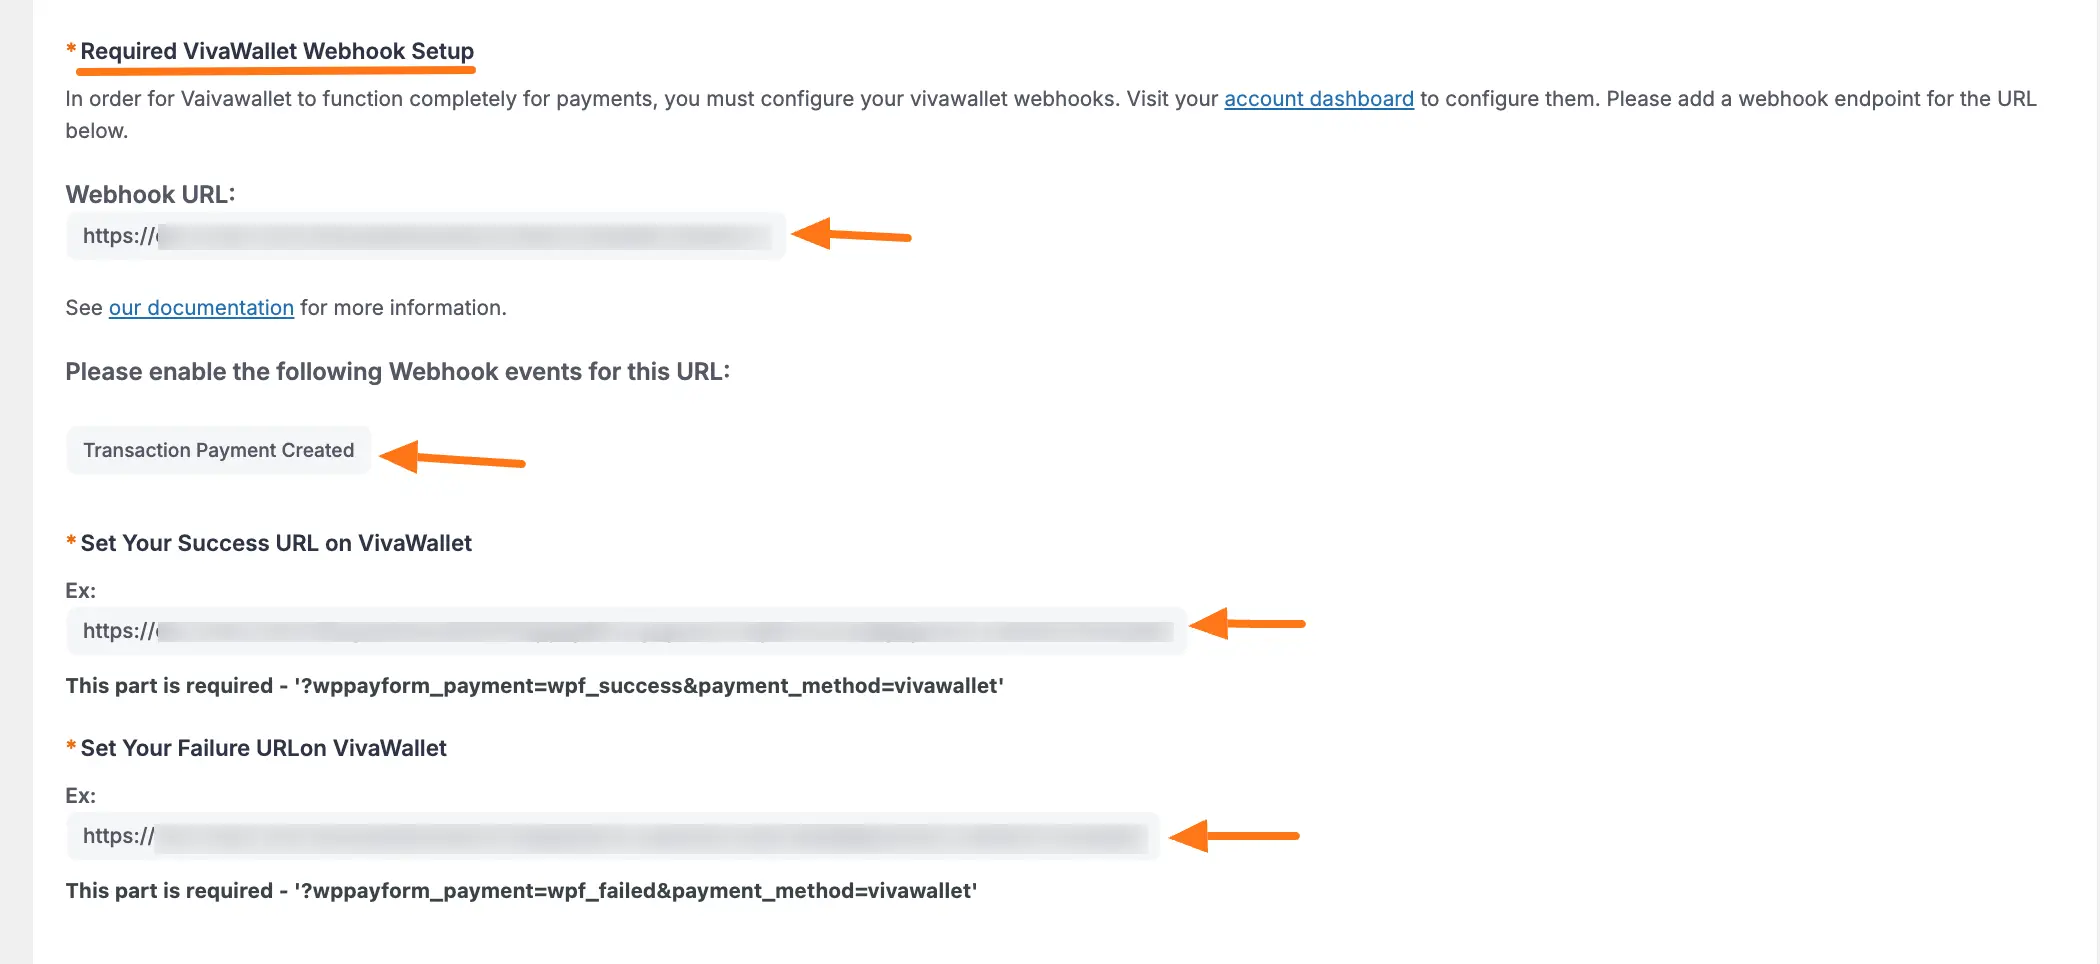 *Required VivaWallet Webhook Setup
In order for Vaivawallet to function completely for payments, you must configure your vivawallet webhooks. Visit your account dashboard to configure them. Please add a webhook endpoint for the URL
below.
Webhook URL:
https://
See our documentation for more information.
Please enable the following Webhook events for this URL:
Transaction Payment Created
*Set Your Success URL on VivaWallet
Ex:
https://
This part is required - '?wppayform_payment=wpf_success&payment_method=vivawallet'
*Set Your Failure URLon VivaWallet
Ex:
https://
This part is required - '?wppayform_payment=wpf_failed&payment_method=vivawallet'